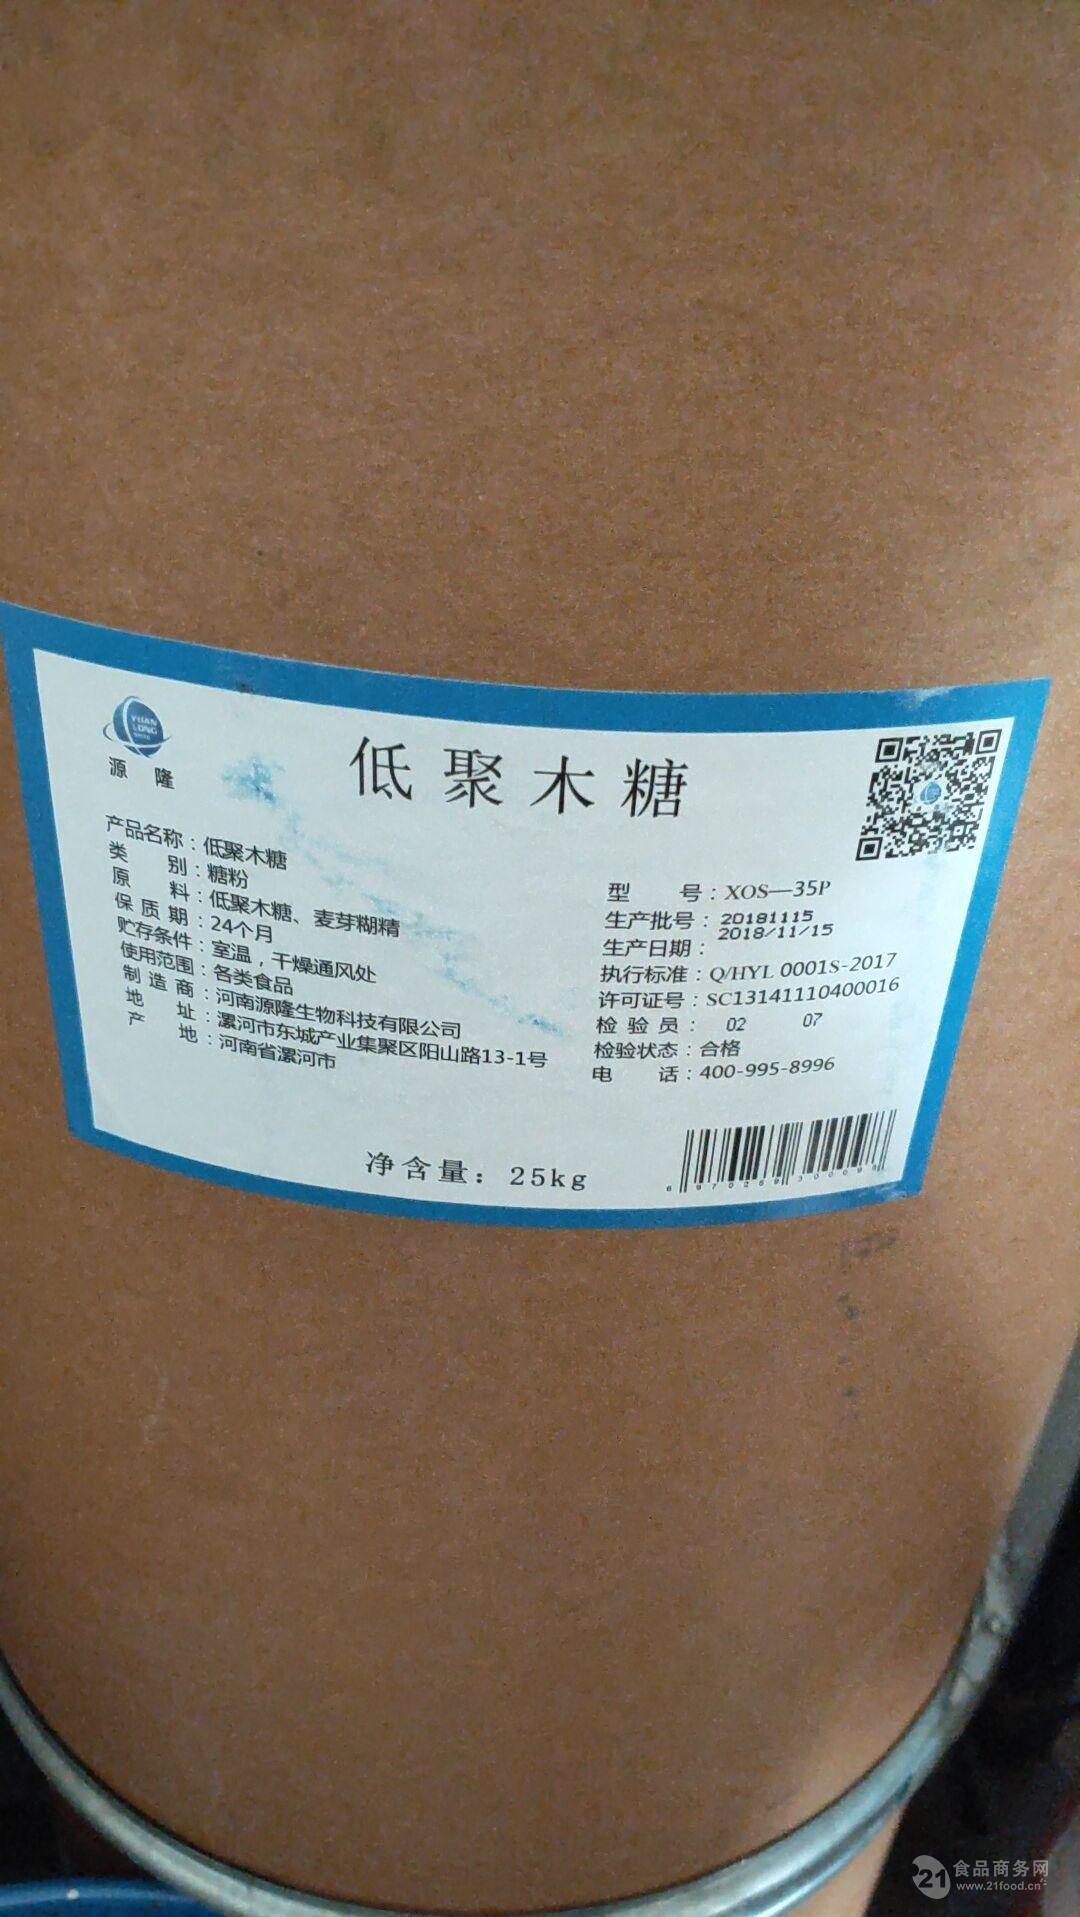 YUAN
LONG
源 隆
低聚木糖
产品名称：低聚木糖
类 别：糖粉
原 料：低聚木糖、麦芽糊精
保 质 期：24个月
贮存条件：室温，干燥通风处
使用范围：各类食品
制 造 商：河南源隆生物科技有限公司
地 址：漯河市东城产业集聚区阳山路13-1号
产 地：河南省漯河市
型 号：XOS—35P
生产批号：20181115
生产日期：2018/11/15
执行标准：Q/HYL 0001S-2017
许可证号：SC13141110400016
检 验 员： 02 07
检验状态：合格
电 话：400-995-8996
净含量：25kg
6 970269 300098
21 食品商务网
www.21food.cn